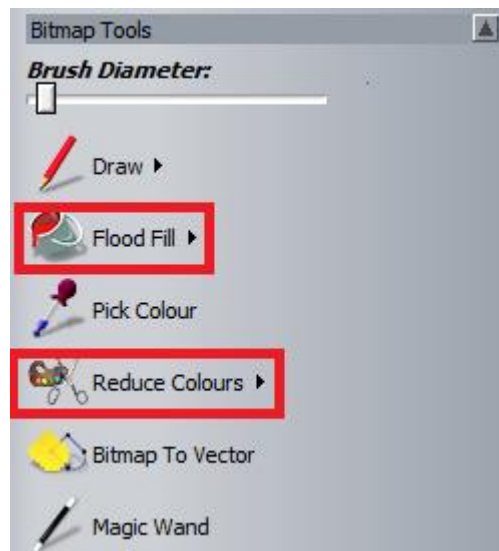 Bitmap Tools
Brush Diameter:
Draw
Flood Fill
Pick Colour
Reduce Colours
Bitmap To Vector
Magic Wand